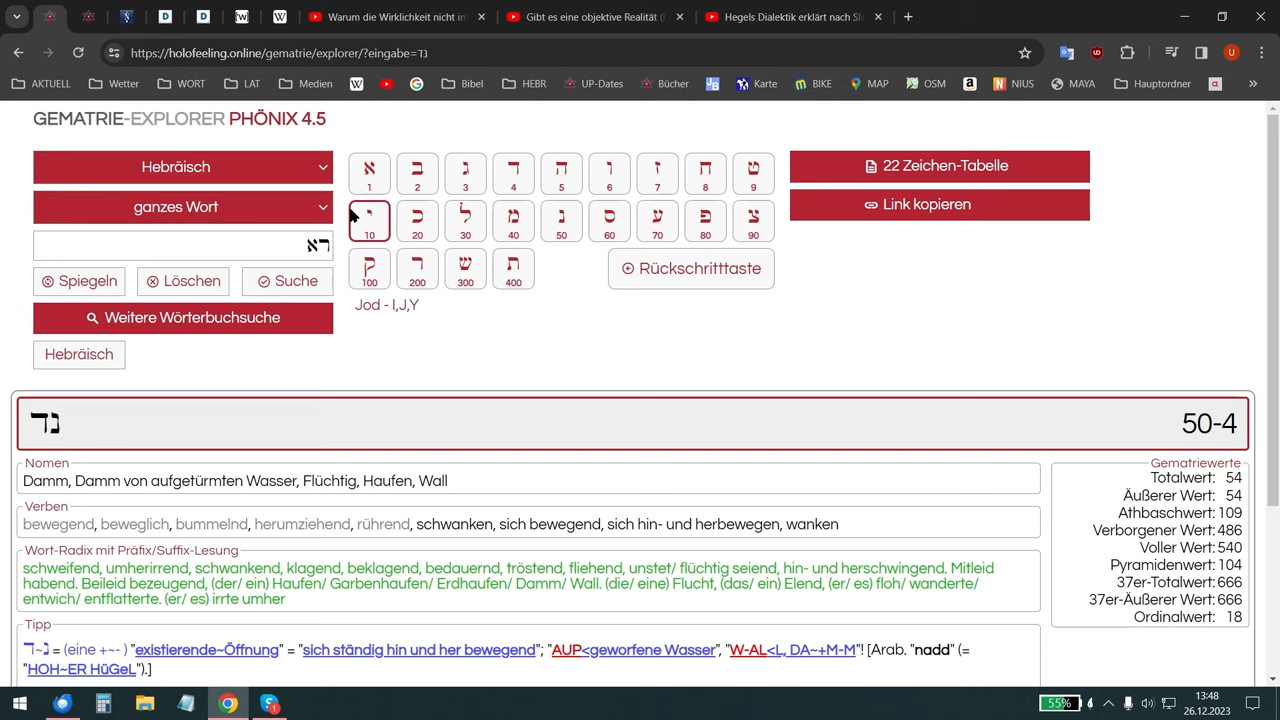 Warum die Wirklichkeit nicht in
Gibt es eine objektive Realität (
Hegels Dialektik erklärt nach Sl
https://holofeeling.online/gematrie/explorer/?eingabe=נד
AKTUELL Wetter WORT LAT Medien Bibel HEBR UP-Dates Bücher Karte BIKE MAP OSM NIUS MAYA Hauptordner
GEMATRIE-EXPLORER PHÖNIX 4.5
Hebräisch
ganzes Wort
רא
Spiegeln Löschen Suche
Weitere Wörterbuchsuche
Hebräisch
א ב ג ד ה ו ז ח ט
1 2 3 4 5 6 7 8 9
י כ ל מ נ ס ע פ צ
10 20 30 40 50 60 70 80 90
ק ר ש ת
100 200 300 400
Rückschritttaste
Jod - I,J,Y
22 Zeichen-Tabelle
Link kopieren
נד 50-4
Nomen
Damm, Damm von aufgetürmten Wasser, Flüchtig, Haufen, Wall
Verben
bewegend, beweglich, bummelnd, herumziehend, rührend, schwanken, sich bewegend, sich hin- und herbewegen, wanken
Wort-Radix mit Präfix/Suffix-Lesung
schweifend, umherirrend, schwankend, klagend, beklagend, bedauernd, tröstend, fliehend, unstet/ flüchtig seiend, hin- und herschwingend. Mitleid
habend. Beileid bezeugend, (der/ ein) Haufen/ Garbenhaufen/ Erdhaufen/ Damm/ Wall. (die/ eine) Flucht, (das/ ein) Elend, (er/ es) floh/ wanderte/
entwich/ entflatterte. (er/ es) irrte umher
Tipp
נ~ד = (eine +~- ) "existierende~Öffnung" = "sich ständig hin und her bewegend"; "AUP<geworfene Wasser", "W-AL<L, DA~+M-M"! [Arab. "nadd" (=
"HOH~ER HüGeL").]
Gematriewerte
Totalwert: 54
Äußerer Wert: 54
Athbaschwert: 109
Verborgener Wert: 486
Voller Wert: 540
Pyramidenwert: 104
37er-Totalwert: 666
37er-Äußerer Wert: 666
Ordinalwert: 18
55%
13:48
26.12.2023